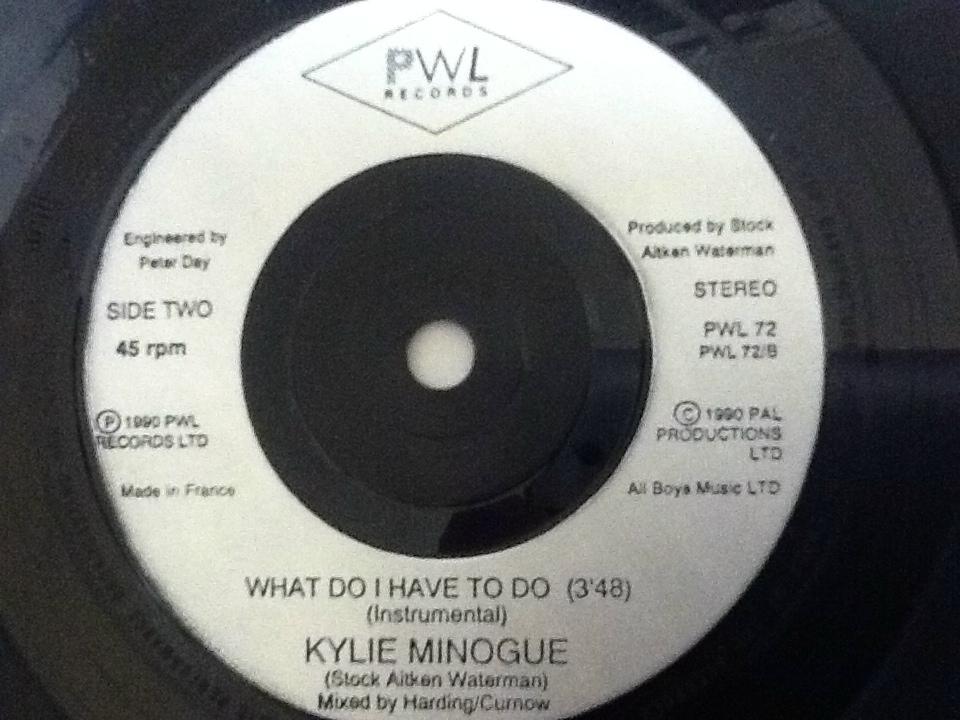 PWL
RECORDS
Engineered by
Peter Day
SIDE TWO
45 rpm
Ⓟ 1990 PWL
RECORDS LTD
Made in France
Produced by Stock
Aitken Waterman
STEREO
PWL 72
PWL 72/B
© 1990 PAL
PRODUCTIONS
LTD
All Boys Music LTD
WHAT DO I HAVE TO DO (3'48)
(Instrumental)
KYLIE MINOGUE
(Stock Aitken Waterman)
Mixed by Harding/Curnow